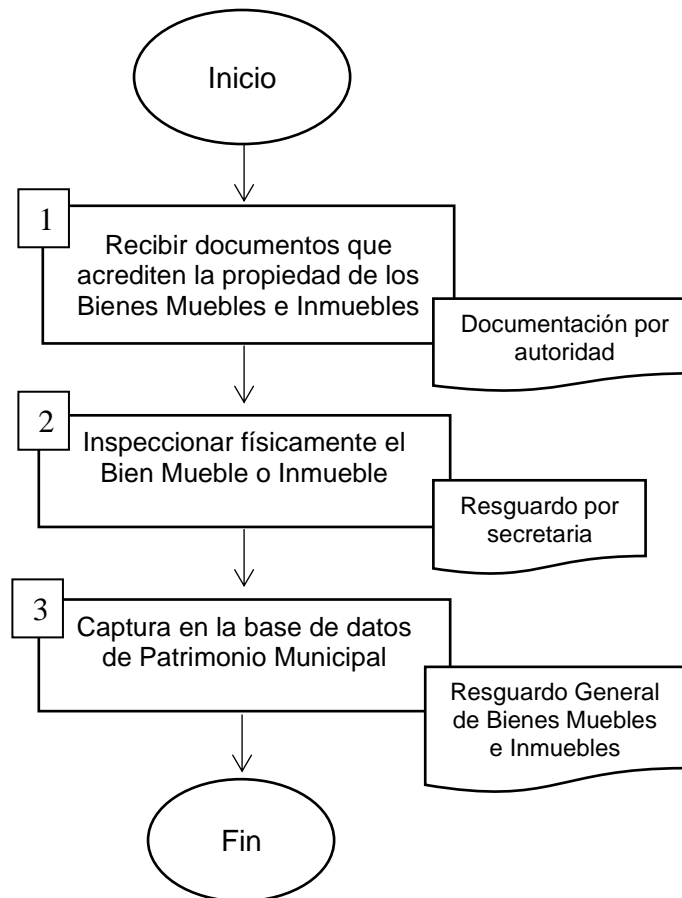 Inicio
1
Recibir documentos que
acrediten la propiedad de los
Bienes Muebles e Inmuebles
Documentación por
autoridad
2
Inspeccionar físicamente el
Bien Mueble o Inmueble
Resguardo por
secretaria
3
Captura en la base de datos
de Patrimonio Municipal
Resguardo General
de Bienes Muebles
e Inmuebles
Fin